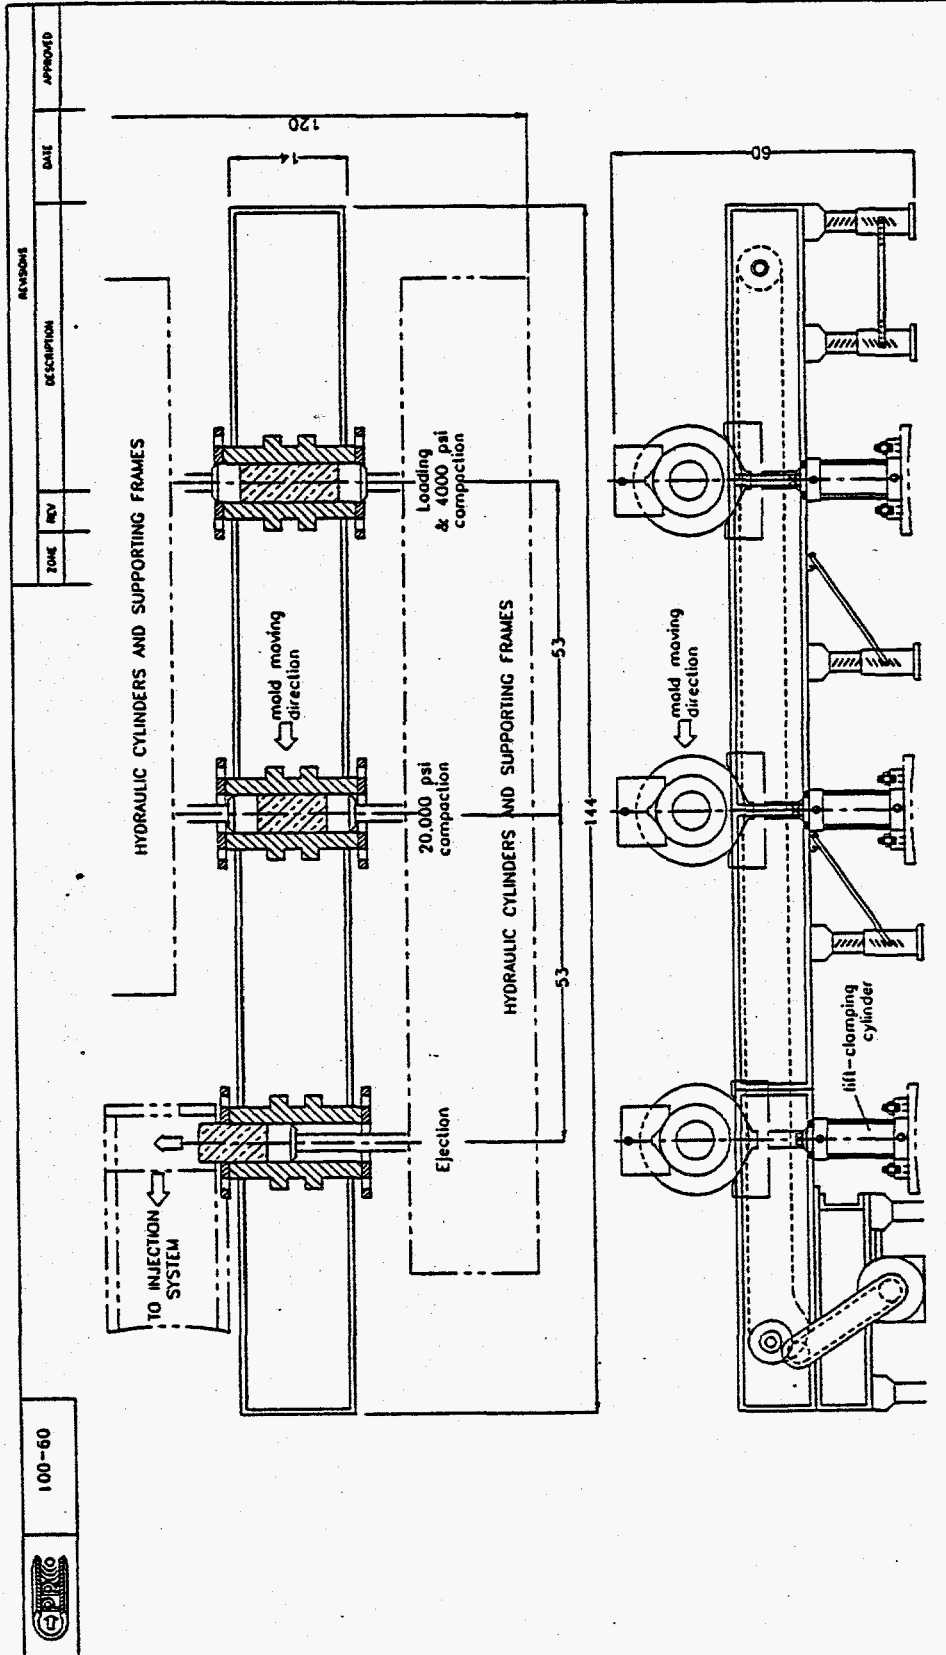 REVISIONS
ZONE
REV
DESCRIPTION
DATE
APPROVED
120
14
HYDRAULIC CYLINDERS AND SUPPORTING FRAMES
TO INJECTION
SYSTEM
mold moving
direction
Ejection
20,000 psi
compaction
Loading
& 4000 psi
compaction
HYDRAULIC CYLINDERS AND SUPPORTING FRAMES
53
53
144
60
mold moving
direction
lift-clamping
cylinder
100-60